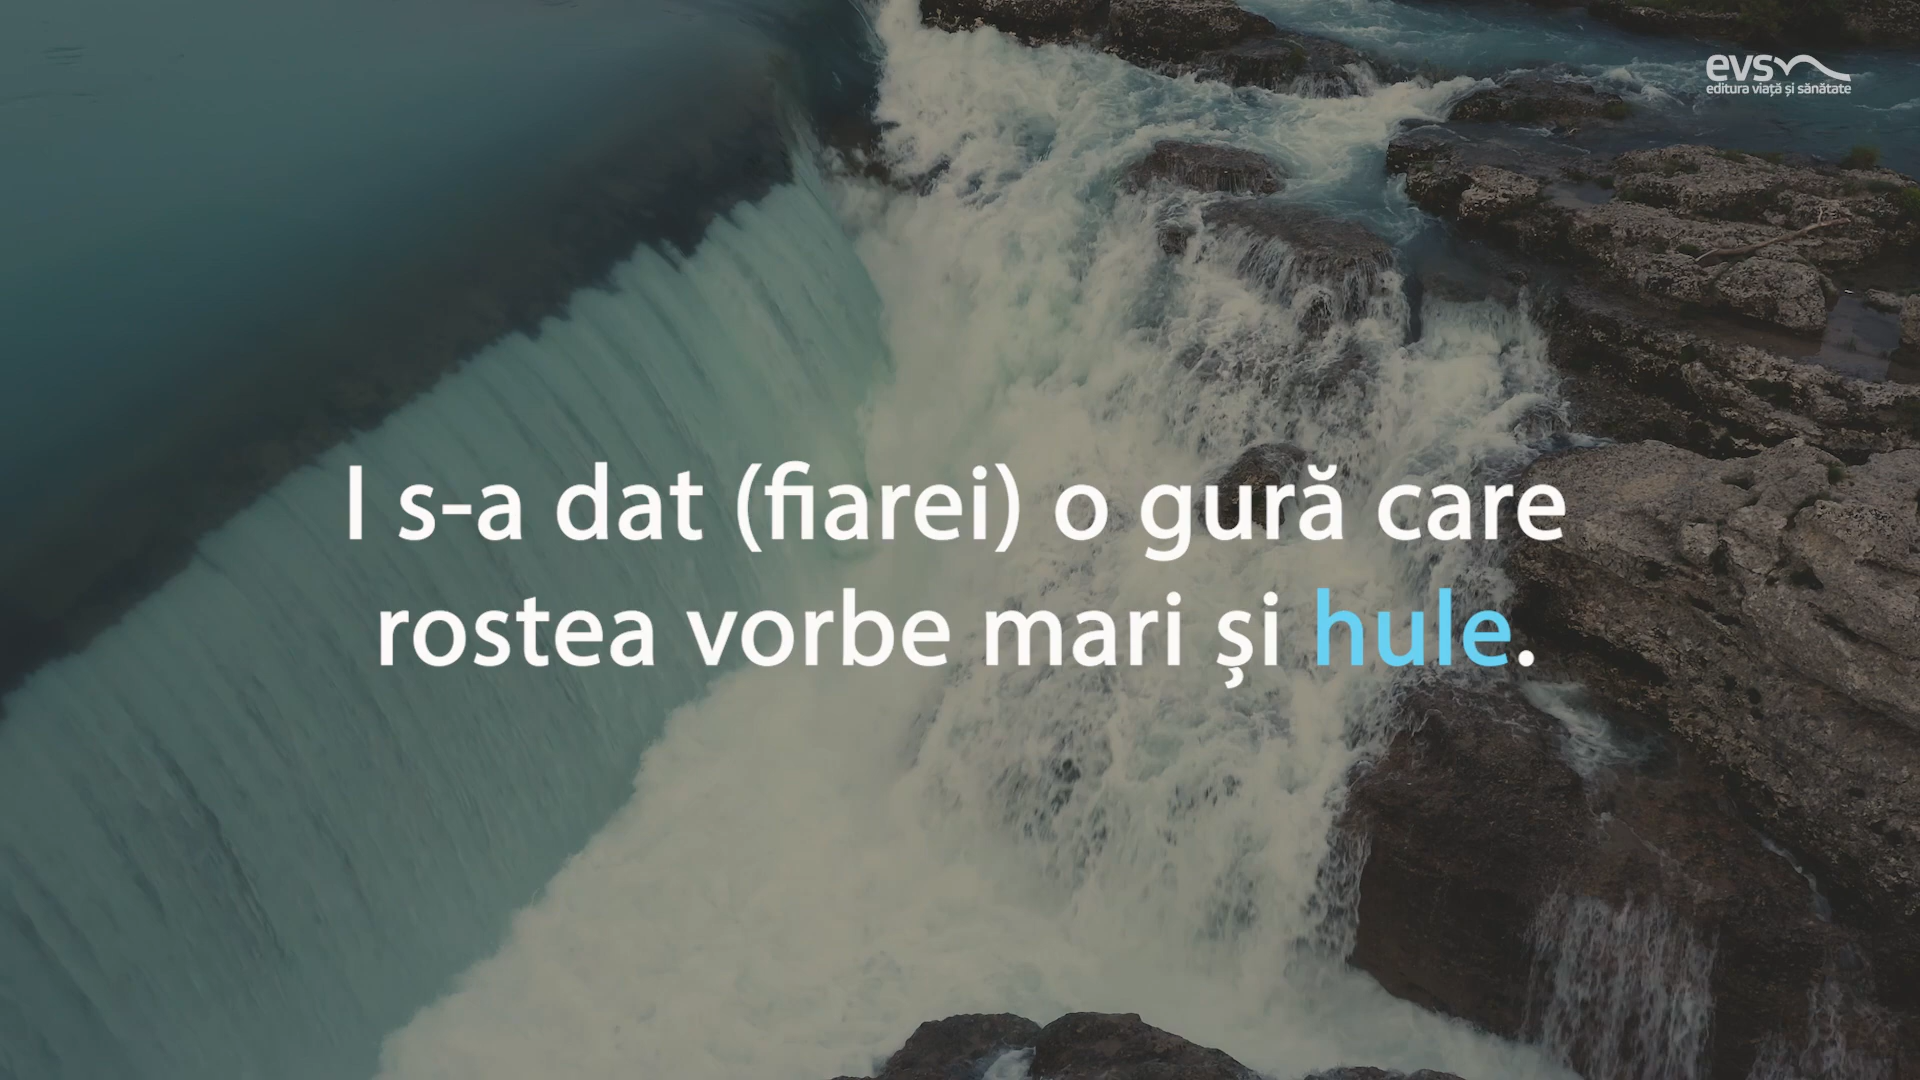 evs
editura viață și sănătate
I s-a dat (fiarei) o gură care
rostea vorbe mari și hule.